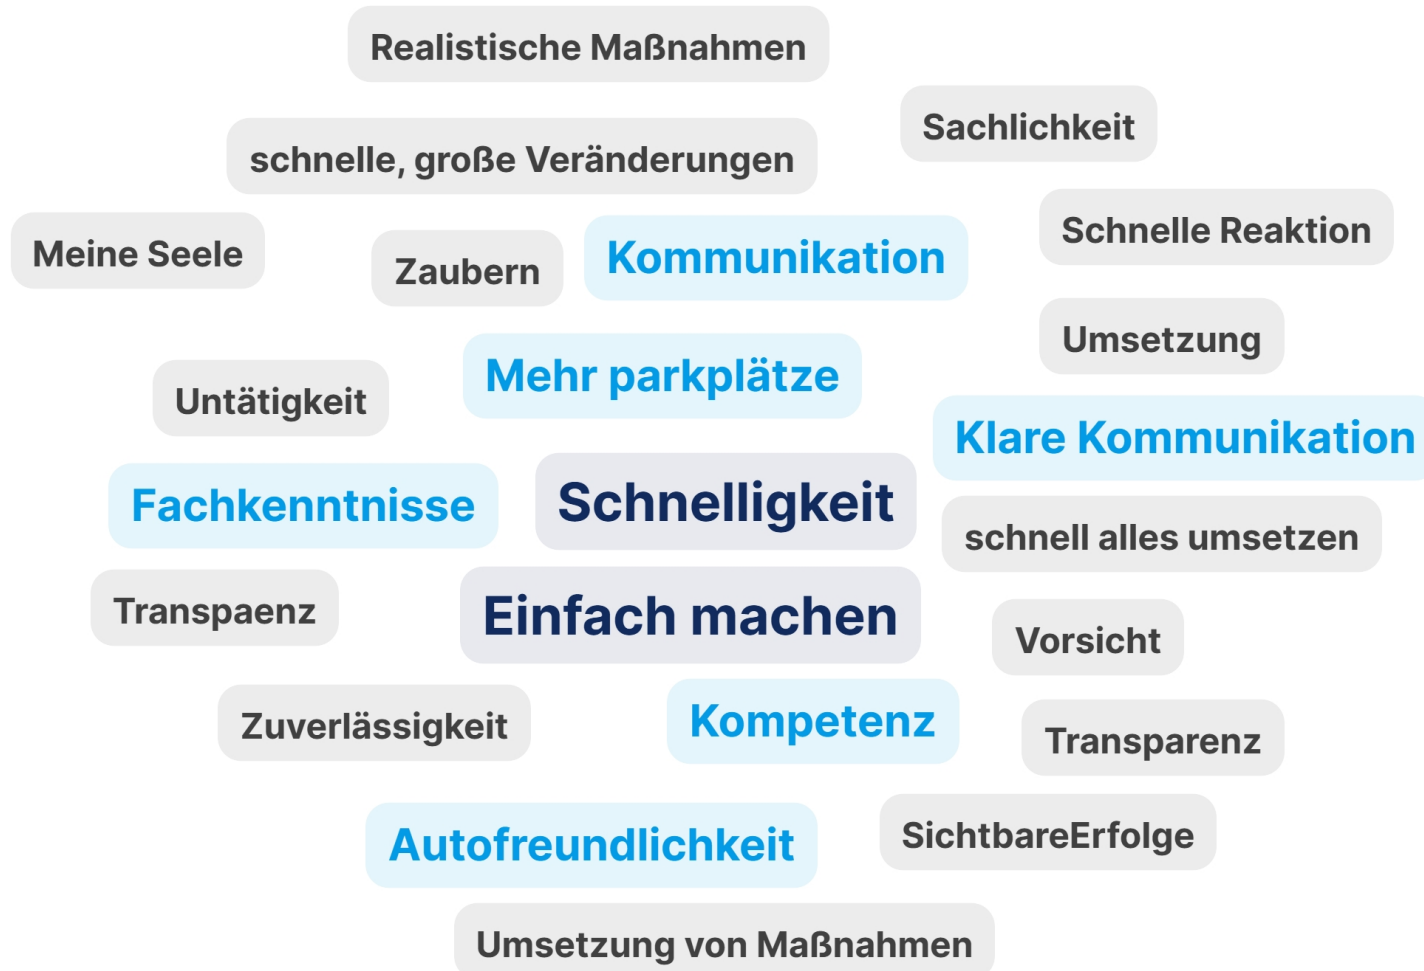 Realistische Maßnahmen
Sachlichkeit
schnelle, große Veränderungen
Schnelle Reaktion
Meine Seele
Zaubern
Kommunikation
Umsetzung
Mehr parkplätze
Untätigkeit
Klare Kommunikation
Fachkenntnisse
Schnelligkeit
schnell alles umsetzen
Transpaenz
Einfach machen
Vorsicht
Zuverlässigkeit
Kompetenz
Transparenz
Autofreundlichkeit
SichtbareErfolge
Umsetzung von Maßnahmen